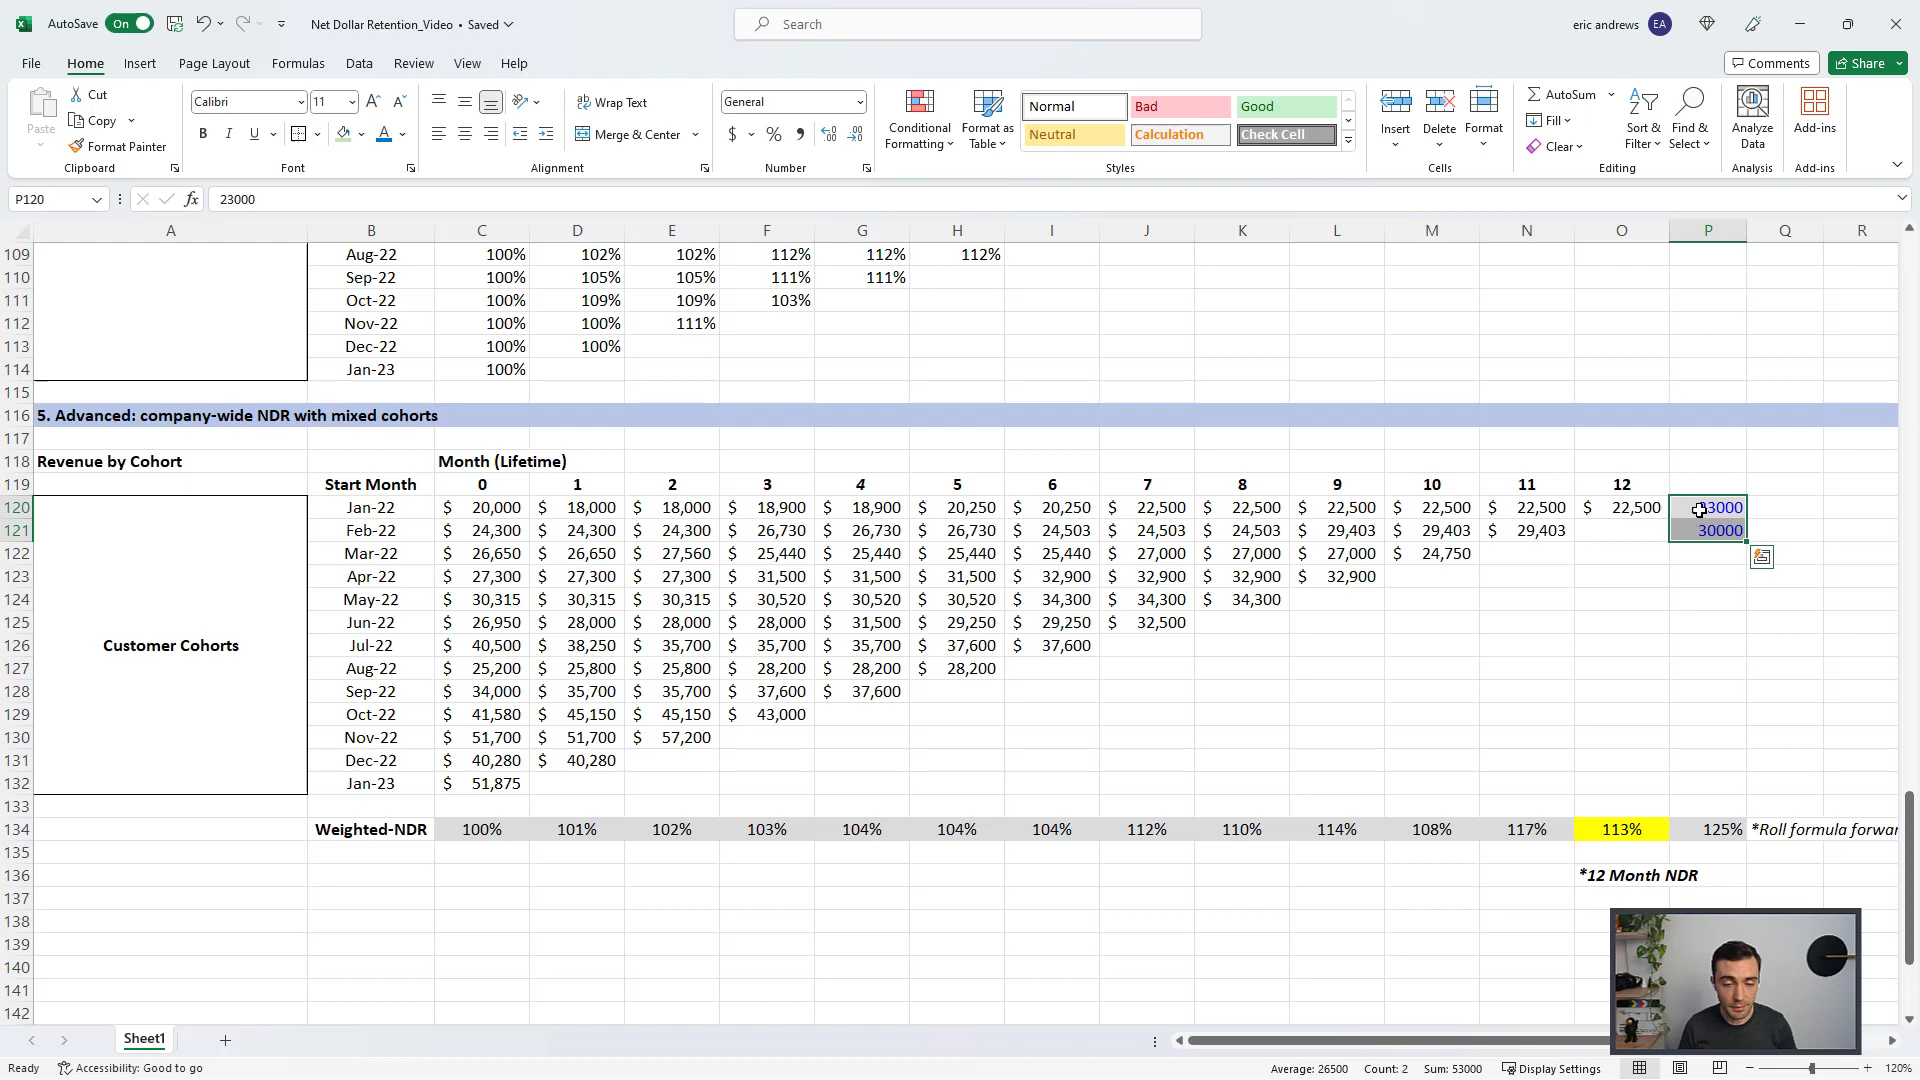 AutoSave On Net Dollar Retention_Video • Saved Search eric andrews EA
File Home Insert Page Layout Formulas Data Review View Help Comments Share
Paste Cut Copy Format Painter Clipboard
Calibri 11 B I U Font
Wrap Text Merge & Center Alignment
General $ % , Number
Conditional Formatting Format as Table Normal Bad Good Neutral Calculation Check Cell Styles
Insert Delete Format Cells
AutoSum Fill Clear Sort & Filter Find & Select Editing
Analyze Data Analysis
Add-ins Add-ins
P120 fx 23000
A B C D E F G H I J K L M N O P Q R
109 Aug-22 100% 102% 102% 112% 112% 112%
110 Sep-22 100% 105% 105% 111% 111%
111 Oct-22 100% 109% 109% 103%
112 Nov-22 100% 100% 111%
113 Dec-22 100% 100%
114 Jan-23 100%
115
116 5. Advanced: company-wide NDR with mixed cohorts
117
118 Revenue by Cohort Month (Lifetime)
119 Start Month 0 1 2 3 4 5 6 7 8 9 10 11 12
120 Jan-22 $ 20,000 $ 18,000 $ 18,000 $ 18,900 $ 18,900 $ 20,250 $ 20,250 $ 22,500 $ 22,500 $ 22,500 $ 22,500 $ 22,500 $ 22,500 23000
121 Feb-22 $ 24,300 $ 24,300 $ 24,300 $ 26,730 $ 26,730 $ 26,730 $ 24,503 $ 24,503 $ 24,503 $ 29,403 $ 29,403 $ 29,403 30000
122 Mar-22 $ 26,650 $ 26,650 $ 27,560 $ 25,440 $ 25,440 $ 25,440 $ 25,440 $ 27,000 $ 27,000 $ 27,000 $ 24,750
123 Apr-22 $ 27,300 $ 27,300 $ 27,300 $ 31,500 $ 31,500 $ 31,500 $ 32,900 $ 32,900 $ 32,900 $ 32,900
124 May-22 $ 30,315 $ 30,315 $ 30,315 $ 30,520 $ 30,520 $ 30,520 $ 34,300 $ 34,300 $ 34,300
125 Jun-22 $ 26,950 $ 28,000 $ 28,000 $ 28,000 $ 31,500 $ 29,250 $ 29,250 $ 32,500
126 Customer Cohorts Jul-22 $ 40,500 $ 38,250 $ 35,700 $ 35,700 $ 35,700 $ 37,600 $ 37,600
127 Aug-22 $ 25,200 $ 25,800 $ 25,800 $ 28,200 $ 28,200 $ 28,200
128 Sep-22 $ 34,000 $ 35,700 $ 35,700 $ 37,600 $ 37,600
129 Oct-22 $ 41,580 $ 45,150 $ 45,150 $ 43,000
130 Nov-22 $ 51,700 $ 51,700 $ 57,200
131 Dec-22 $ 40,280 $ 40,280
132 Jan-23 $ 51,875
133
134 Weighted-NDR 100% 101% 102% 103% 104% 104% 104% 112% 110% 114% 108% 117% 113% 125% *Roll formula forwar
135
136 *12 Month NDR
137
138
139
140
141
142
Sheet1
Ready Accessibility: Good to go Average: 26500 Count: 2 Sum: 53000 Display Settings 120%